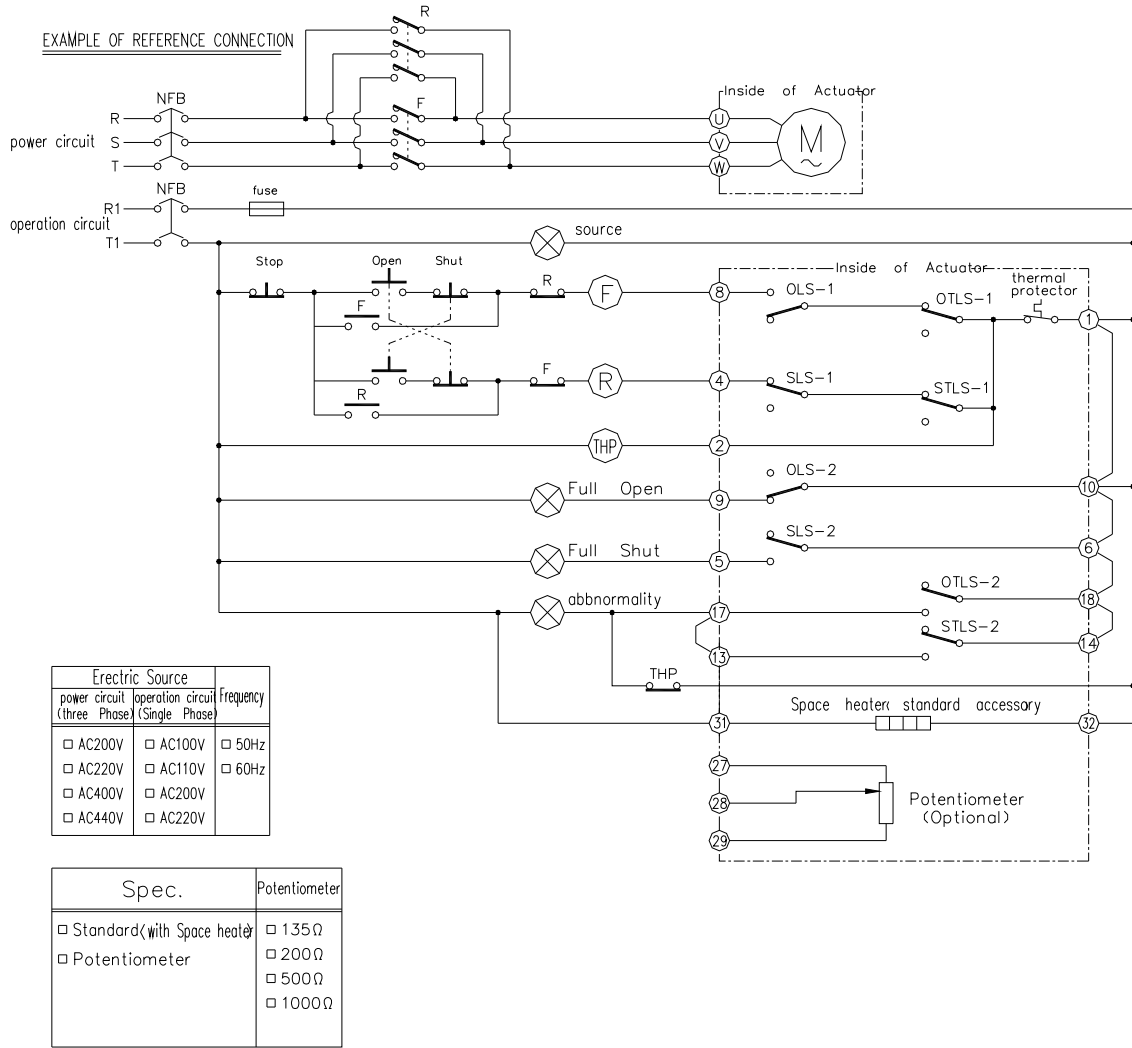 EXAMPLE OF REFERENCE CONNECTION
R
NFB
R
power circuit S
T
F
Inside of Actuator
U
V
W
M
NFB
R1
operation circuit
T1
fuse
source
Stop Open Shut
R
F
F
F
R
R
Inside of Actuator
thermal
protector
8
OLS-1
OTLS-1
1
4
SLS-1
STLS-1
THP
2
OLS-2
Full Open
9
10
SLS-2
Full Shut
5
6
OTLS-2
abbnormality
17
18
STLS-2
13
14
THP
Space heater( standard accessory
31
32
27
28
29
Potentiometer
(Optional)
Erectric Source
power circuit operation circuit Frequency
(three Phase) (Single Phase)
□ AC200V □ AC100V □ 50Hz
□ AC220V □ AC110V □ 60Hz
□ AC400V □ AC200V
□ AC440V □ AC220V
Spec. Potentiometer
□ Standard(with Space heater) □ 135Ω
□ Potentiometer □ 200Ω
□ 500Ω
□ 1000Ω